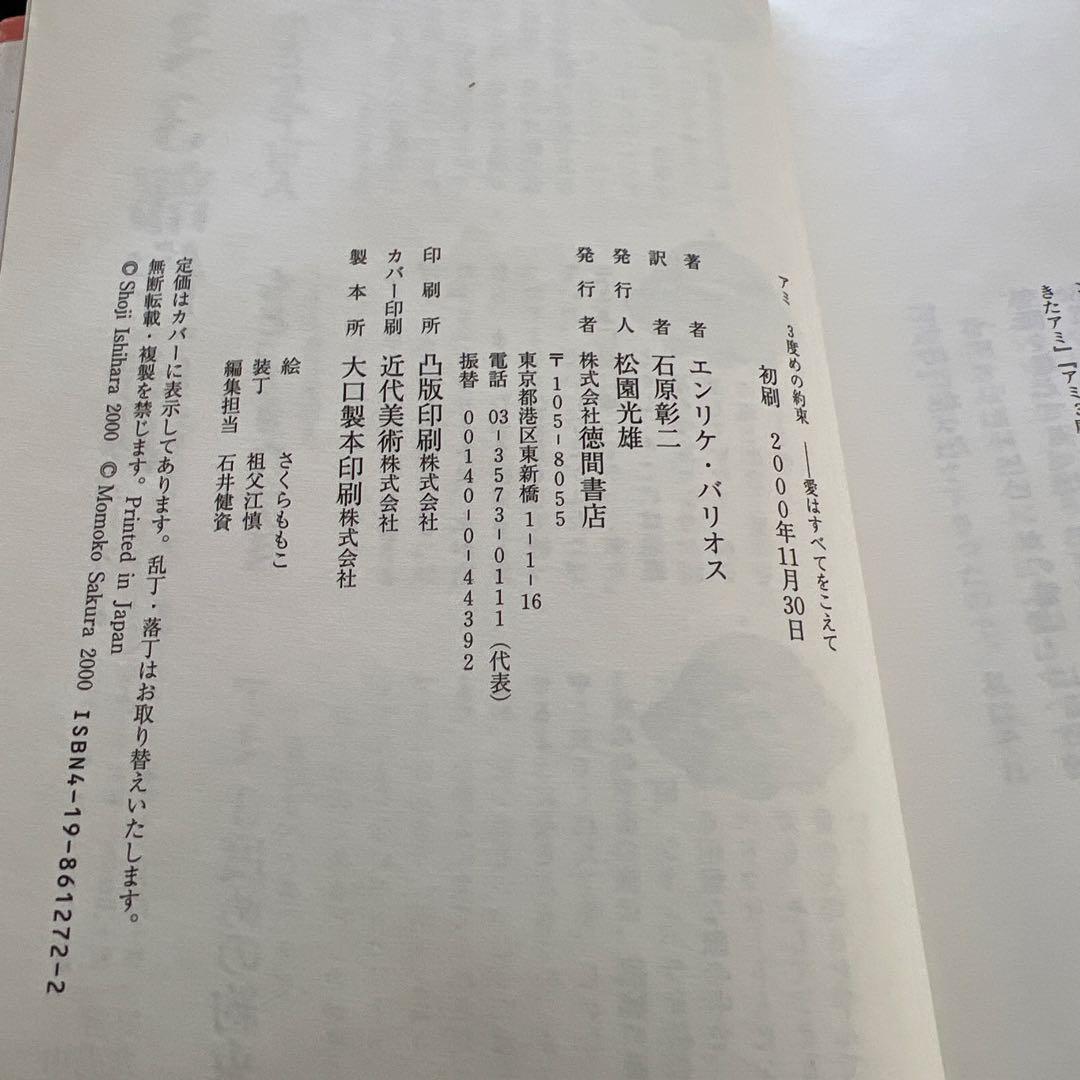 きたアミ」「アミ3度
アミ 3度めの約束 ――愛はすべてをこえて
初刷 2000年11月30日
著者 エンリケ・バリオス
訳者 石原彰二
発行人 松園光雄
発行者 株式会社徳間書店
〒105-8055
東京都港区東新橋1-1-16
電話 03-3573-0111(代表)
振替 00140-0-44392
印刷所 凸版印刷株式会社
カバー印刷 近代美術株式会社
製本所 大口製本印刷株式会社
絵 さくらももこ
装丁 祖父江慎
編集担当 石井健資
定価はカバーに表示してあります。乱丁・落丁はお取り替えいたします。
無断転載・複製を禁じます。 Printed in Japan
©Shoji Ishihara 2000 ©Momoko Sakura 2000 ISBN4-19-861272-2